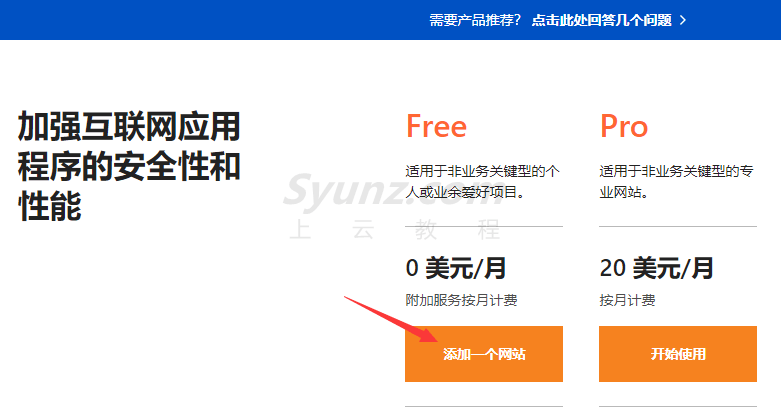 需要产品推荐？ 点击此处回答几个问题
加强互联网应用
程序的安全性和
性能
Free
适用于非业务关键型的个
人或业余爱好项目。
0 美元/月
附加服务按月计费
添加一个网站
Pro
适用于非业务关键型的专
业网站。
20 美元/月
按月计费
开始使用
Syunz.com
上云教程